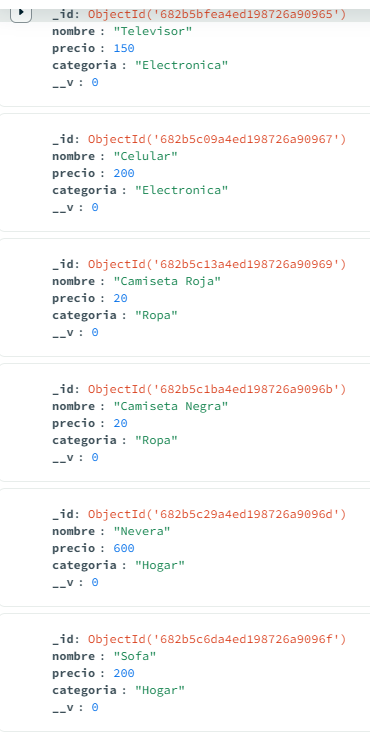 _id: ObjectId('682b5bfea4ed198726a90965')
nombre : "Televisor"
precio : 150
categoria : "Electronica"
__v : 0
_id: ObjectId('682b5c09a4ed198726a90967')
nombre : "Celular"
precio : 200
categoria : "Electronica"
__v : 0
_id: ObjectId('682b5c13a4ed198726a90969')
nombre : "Camiseta Roja"
precio : 20
categoria : "Ropa"
__v : 0
_id: ObjectId('682b5c1ba4ed198726a9096b')
nombre : "Camiseta Negra"
precio : 20
categoria : "Ropa"
__v : 0
_id: ObjectId('682b5c29a4ed198726a9096d')
nombre : "Nevera"
precio : 600
categoria : "Hogar"
__v : 0
_id: ObjectId('682b5c6da4ed198726a9096f')
nombre : "Sofa"
precio : 200
categoria : "Hogar"
__v : 0